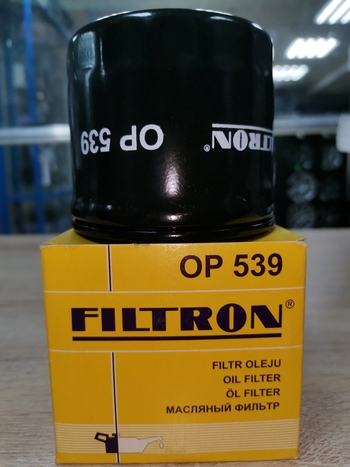 OP 539
FILTRON®
OP 539
FILTRON®
FILTR OLEJU
OIL FILTER
ÖL FILTER
МАСЛЯНЫЙ ФИЛЬТР